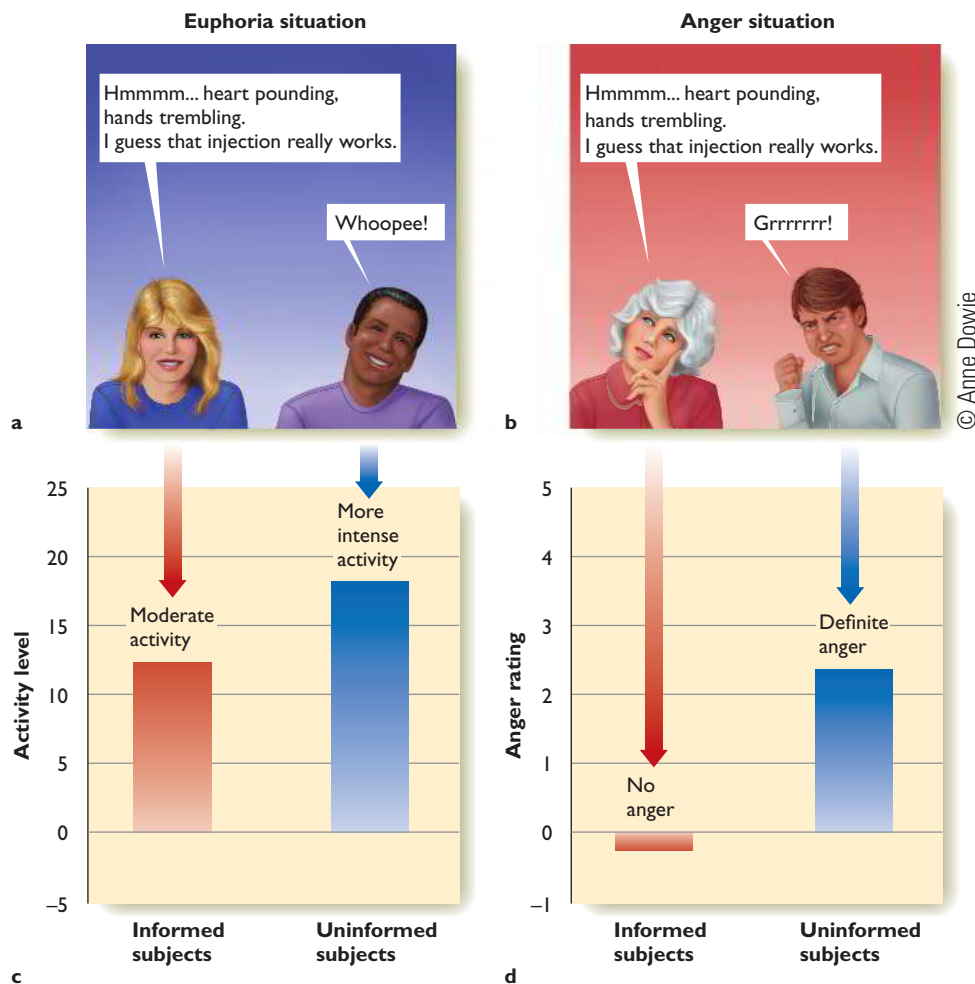 Euphoria situation
Anger situation
Hmmmm... heart pounding,
hands trembling.
I guess that injection really works.
Whoopee!
Hmmmm... heart pounding,
hands trembling.
I guess that injection really works.
Grrrrrrr!
© Anne Dowie
a
b
25
20
15
10
5
0
–5
Activity level
Moderate
activity
More
intense
activity
Informed
subjects
Uninformed
subjects
c
5
4
3
2
1
0
–1
Anger rating
No
anger
Definite
anger
Informed
subjects
Uninformed
subjects
d